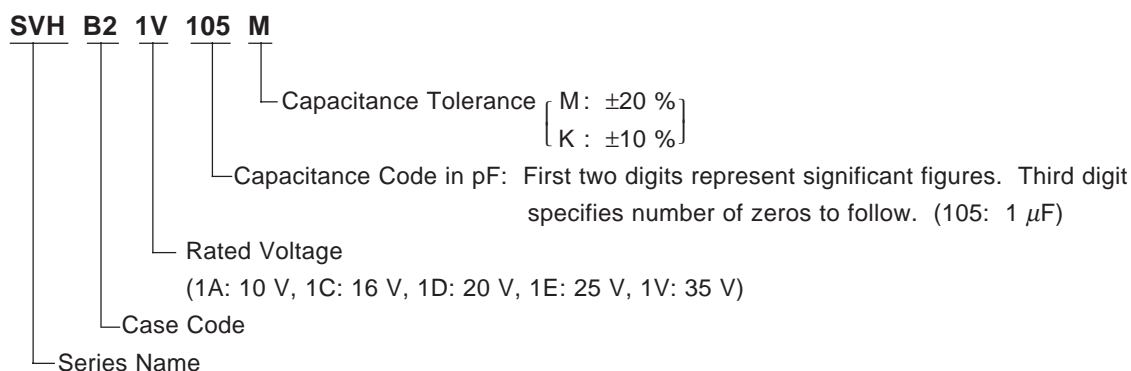 SVH B2 1V 105 M
Capacitance Tolerance M: ±20 %
K : ±10 %
Capacitance Code in pF: First two digits represent significant figures. Third digit
specifies number of zeros to follow. (105: 1 μF)
Rated Voltage
(1A: 10 V, 1C: 16 V, 1D: 20 V, 1E: 25 V, 1V: 35 V)
Case Code
Series Name